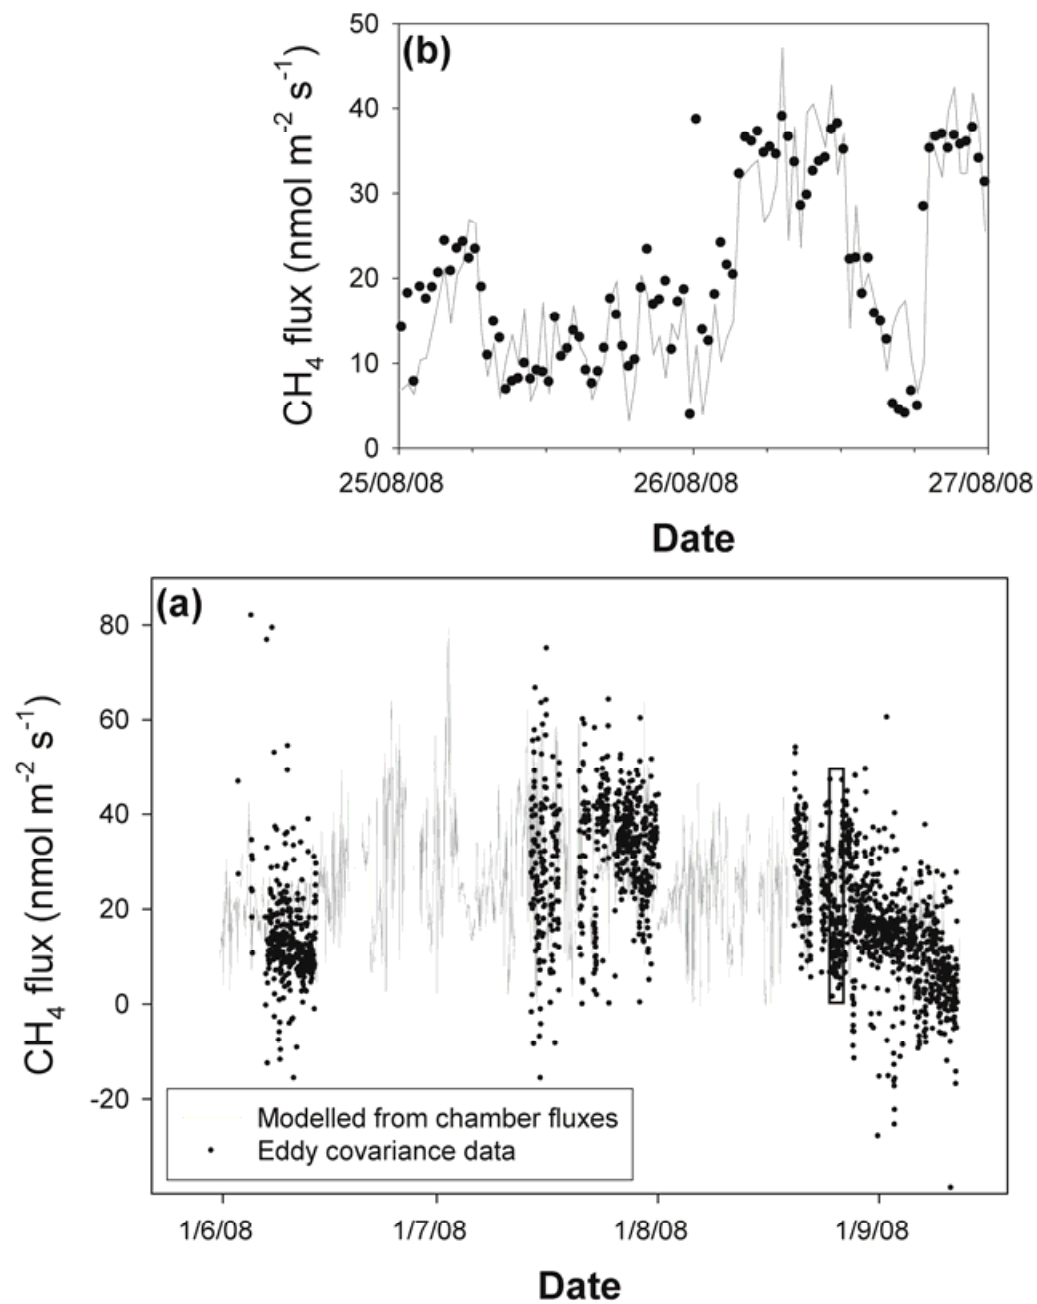 (b)
CH4 flux (nmol m-2 s-1)
50
40
30
20
10
0
25/08/08 26/08/08 27/08/08
Date
(a)
CH4 flux (nmol m-2 s-1)
80
60
40
20
0
-20
Modelled from chamber fluxes
Eddy covariance data
1/6/08 1/7/08 1/8/08 1/9/08
Date